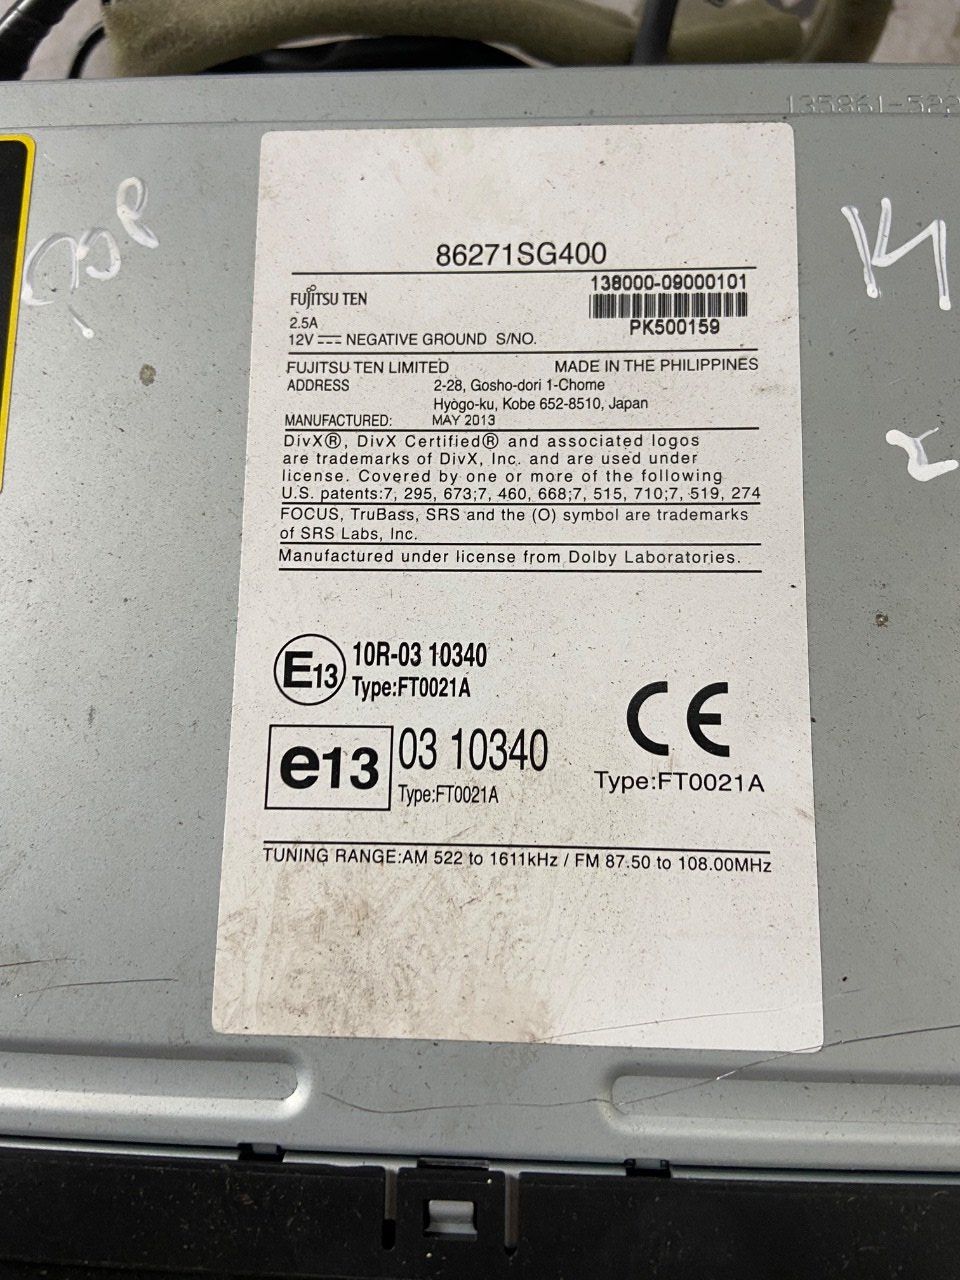 135861-522
86271SG400
138000-09000101
FUJITSU TEN
PK500159
2.5A
12V NEGATIVE GROUND S/NO.
FUJITSU TEN LIMITED MADE IN THE PHILIPPINES
ADDRESS 2-28, Gosho-dori 1-Chome
Hyogo-ku, Kobe 652-8510, Japan
MANUFACTURED: MAY 2013
DivX®, DivX Certified® and associated logos
are trademarks of DivX, Inc. and are used under
license. Covered by one or more of the following
U.S. patents:7, 295, 673;7, 460, 668;7, 515, 710;7, 519, 274
FOCUS, TruBass, SRS and the (O) symbol are trademarks
of SRS Labs, Inc.
Manufactured under license from Dolby Laboratories.
E13 10R-03 10340
Type:FT0021A
e13 03 10340
Type:FT0021A
CE
Type:FT0021A
TUNING RANGE:AM 522 to 1611kHz / FM 87.50 to 108.00MHz